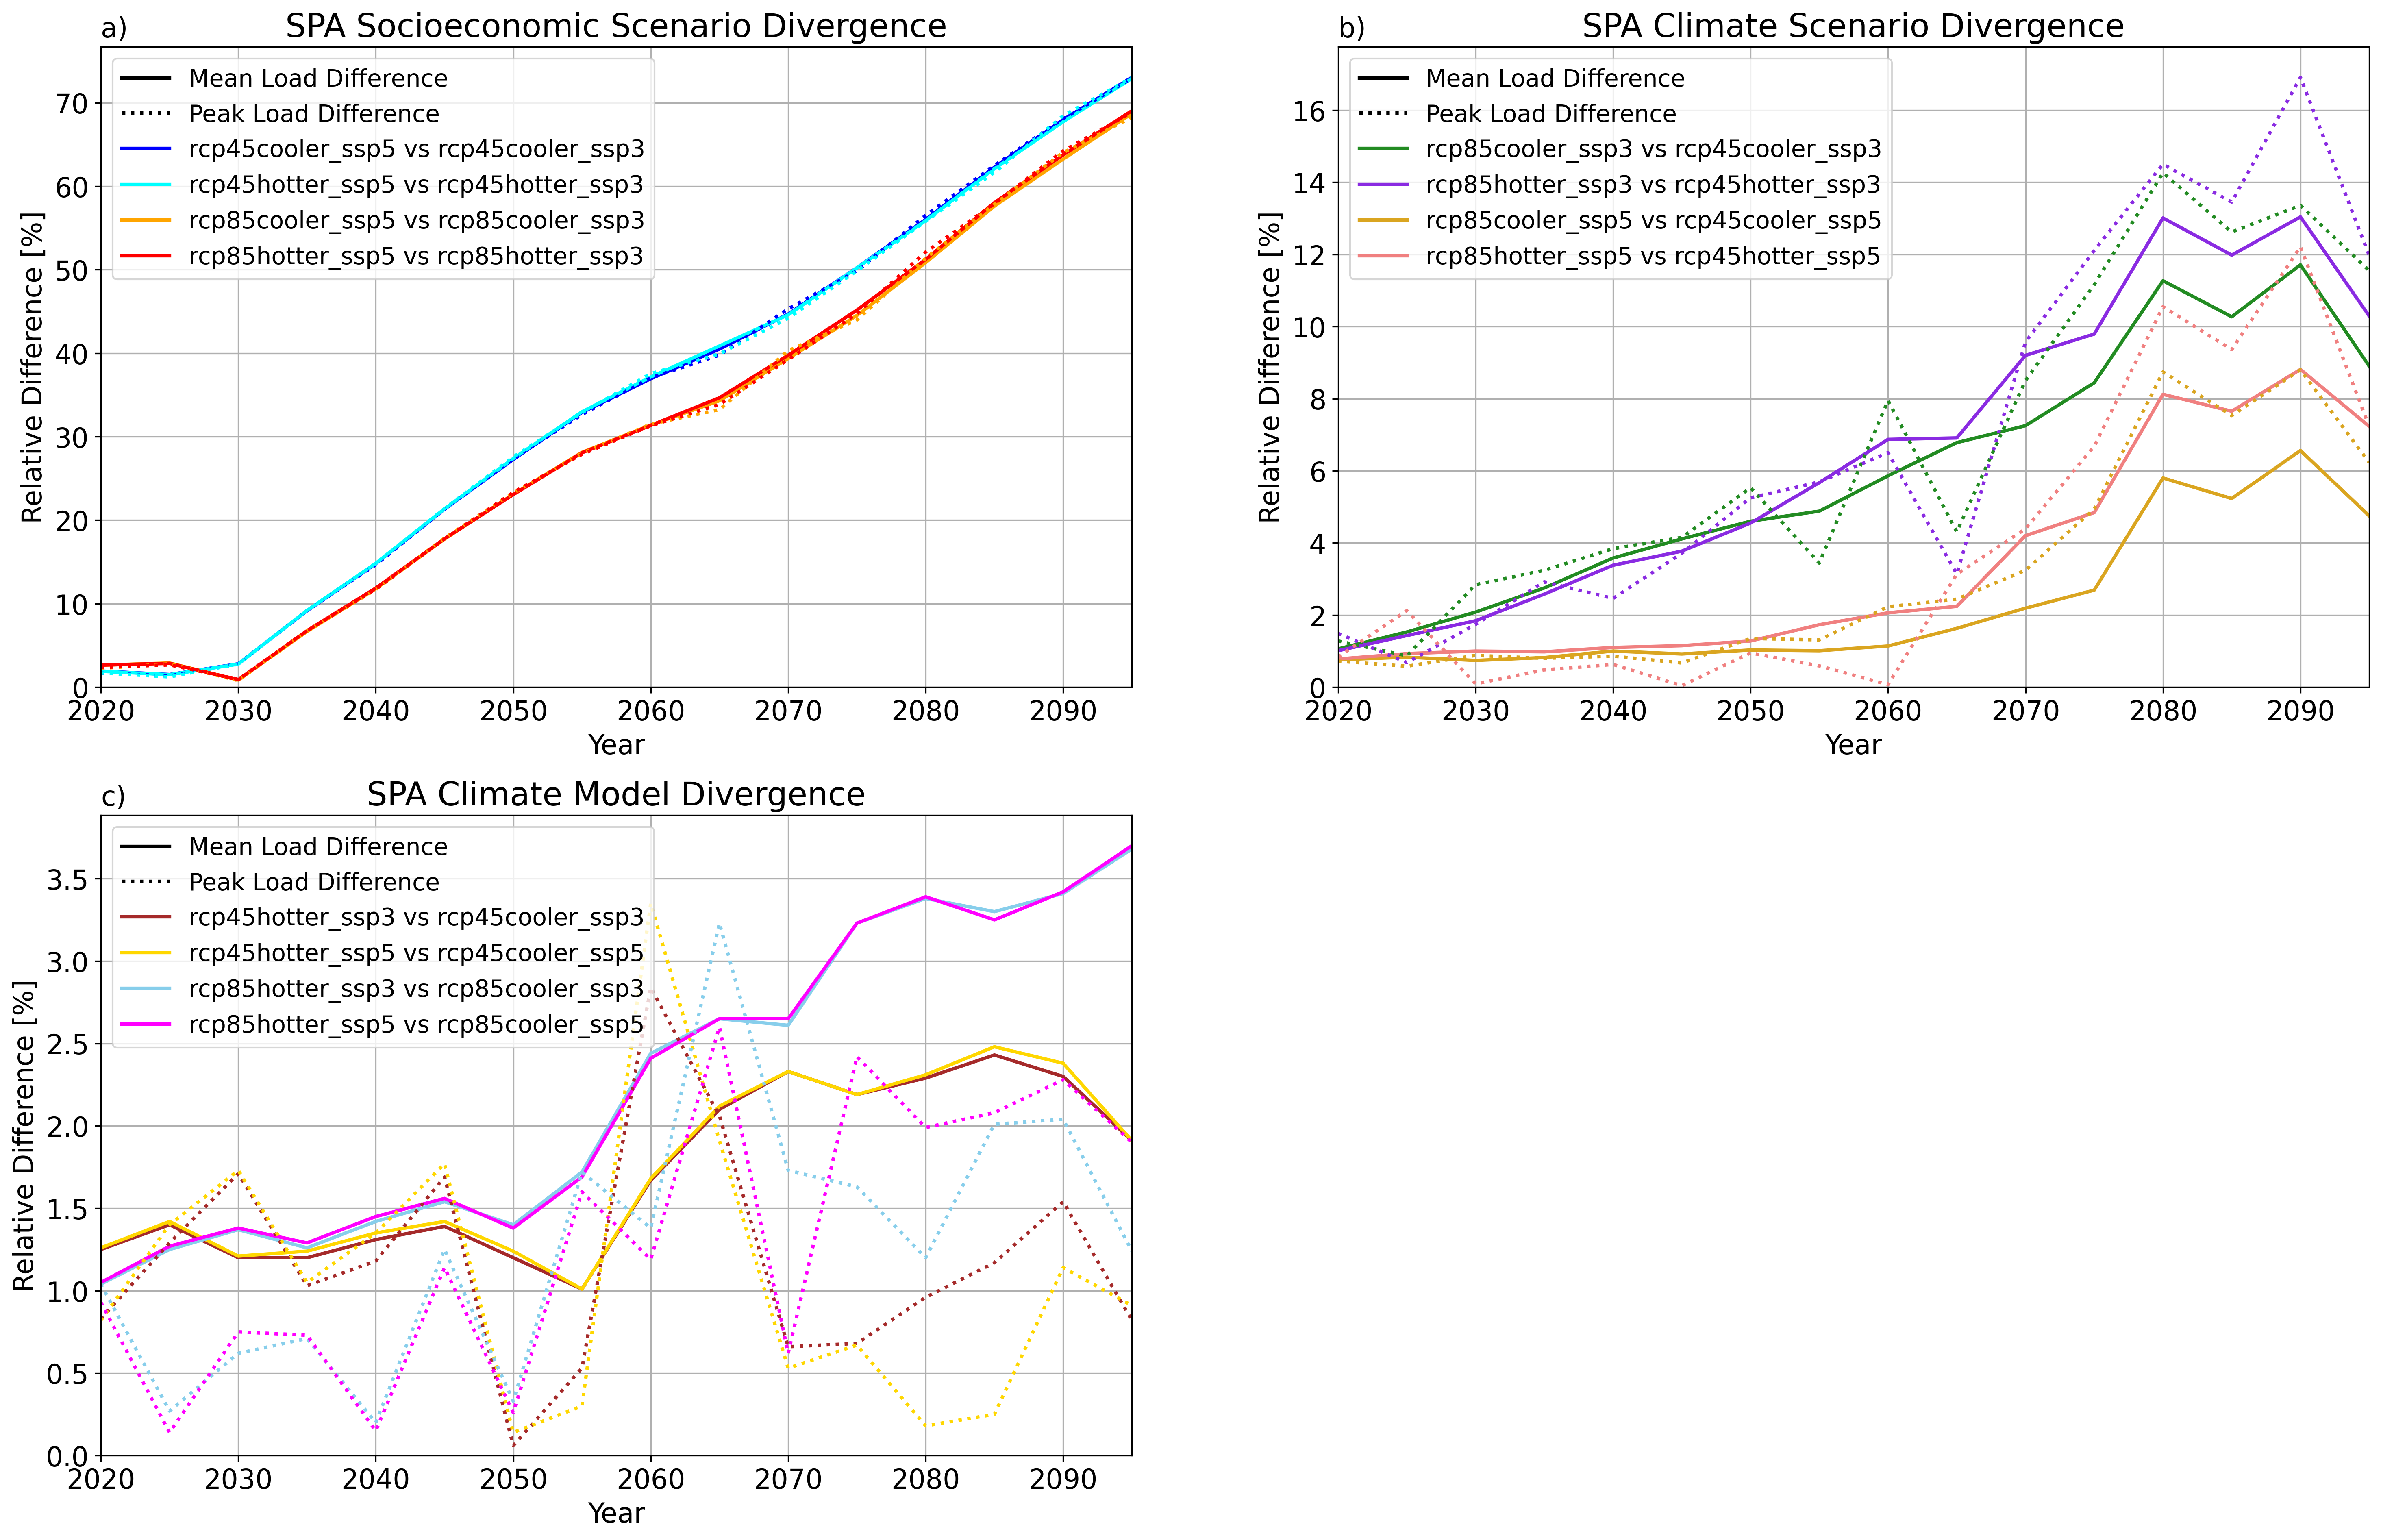 a)
SPA Socioeconomic Scenario Divergence
Mean Load Difference
Peak Load Difference
rcp45cooler_ssp5 vs rcp45cooler_ssp3
rcp45hotter_ssp5 vs rcp45hotter_ssp3
rcp85cooler_ssp5 vs rcp85cooler_ssp3
rcp85hotter_ssp5 vs rcp85hotter_ssp3
Relative Difference [%]
70
60
50
40
30
20
10
0
2020 2030 2040 2050 2060 2070 2080 2090
Year
b)
SPA Climate Scenario Divergence
Mean Load Difference
Peak Load Difference
rcp85cooler_ssp3 vs rcp45cooler_ssp3
rcp85hotter_ssp3 vs rcp45hotter_ssp3
rcp85cooler_ssp5 vs rcp45cooler_ssp5
rcp85hotter_ssp5 vs rcp45hotter_ssp5
Relative Difference [%]
16
14
12
10
8
6
4
2
0
2020 2030 2040 2050 2060 2070 2080 2090
Year
c)
SPA Climate Model Divergence
Mean Load Difference
Peak Load Difference
rcp45hotter_ssp3 vs rcp45cooler_ssp3
rcp45hotter_ssp5 vs rcp45cooler_ssp5
rcp85hotter_ssp3 vs rcp85cooler_ssp3
rcp85hotter_ssp5 vs rcp85cooler_ssp5
Relative Difference [%]
3.5
3.0
2.5
2.0
1.5
1.0
0.5
0.0
2020 2030 2040 2050 2060 2070 2080 2090
Year